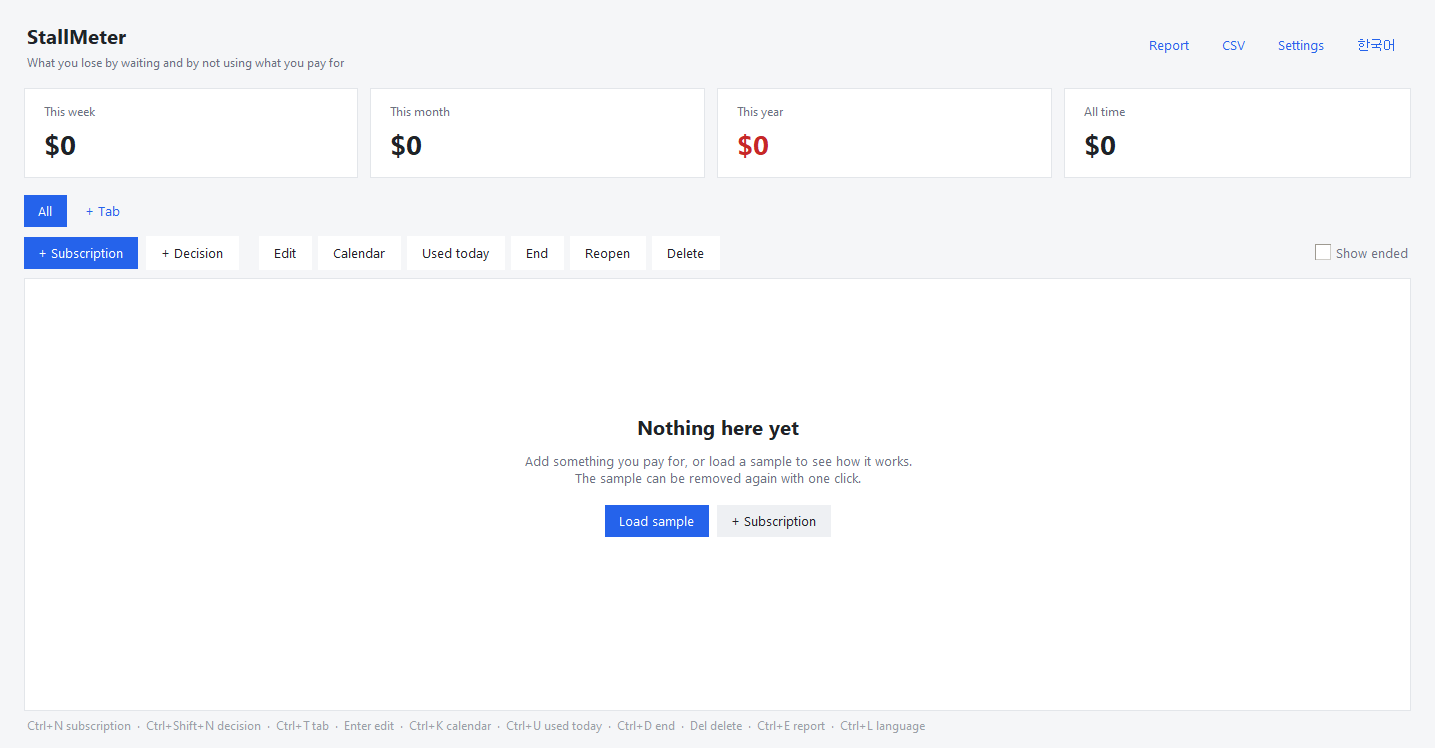 StallMeter
What you lose by waiting and by not using what you pay for
Report CSV Settings 한국어
This week This month This year All time
$0 $0 $0 $0
All + Tab
+ Subscription + Decision Edit Calendar Used today End Reopen Delete Show ended
Nothing here yet
Add something you pay for, or load a sample to see how it works.
The sample can be removed again with one click.
Load sample + Subscription
Ctrl+N subscription · Ctrl+Shift+N decision · Ctrl+T tab · Enter edit · Ctrl+K calendar · Ctrl+U used today · Ctrl+D end · Del delete · Ctrl+E report · Ctrl+L language